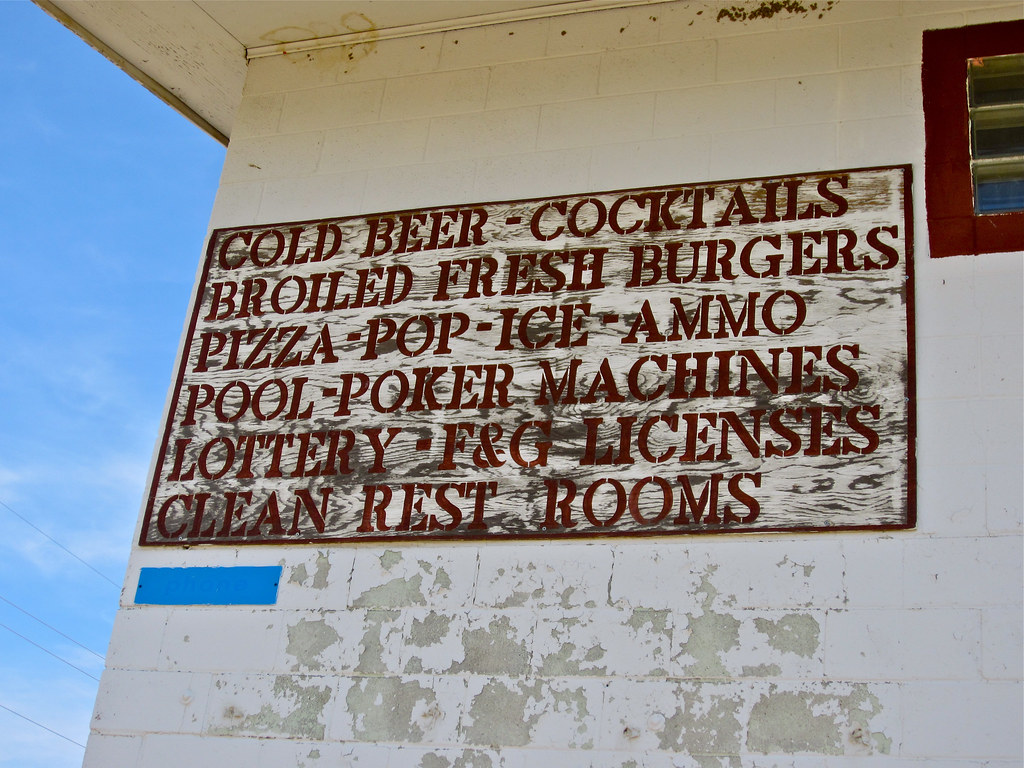 COLD BEER - COCKTAILS
BROILED FRESH BURGERS
PIZZA - POP - ICE - AMMO
POOL - POKER MACHINES
LOTTERY - F&G LICENSES
CLEAN REST ROOMS